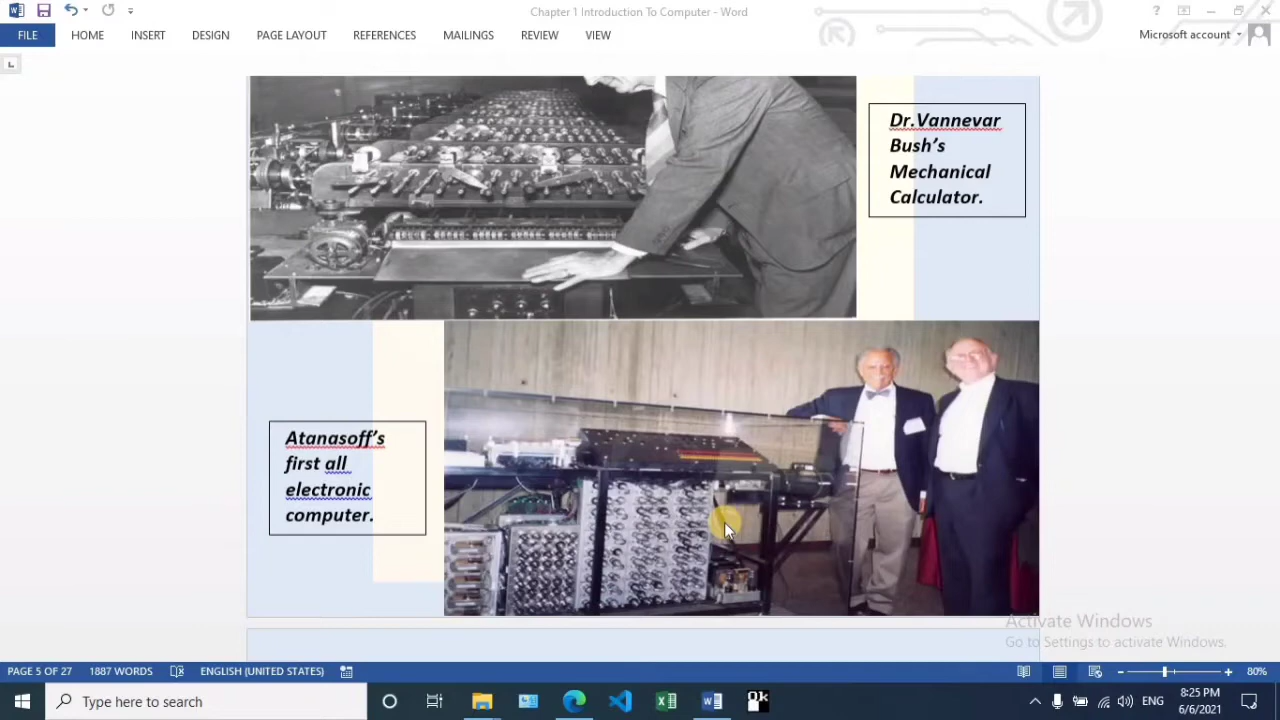 Chapter 1 Introduction To Computer - Word
FILE HOME INSERT DESIGN PAGE LAYOUT REFERENCES MAILINGS REVIEW VIEW Microsoft account
Dr.Vannevar
Bush's
Mechanical
Calculator.
Atanasoff's
first all
electronic
computer.
Activate Windows
Go to Settings to activate Windows.
PAGE 5 OF 27 1887 WORDS ENGLISH (UNITED STATES) 80%
Type here to search
ENG
8:25 PM
6/6/2021